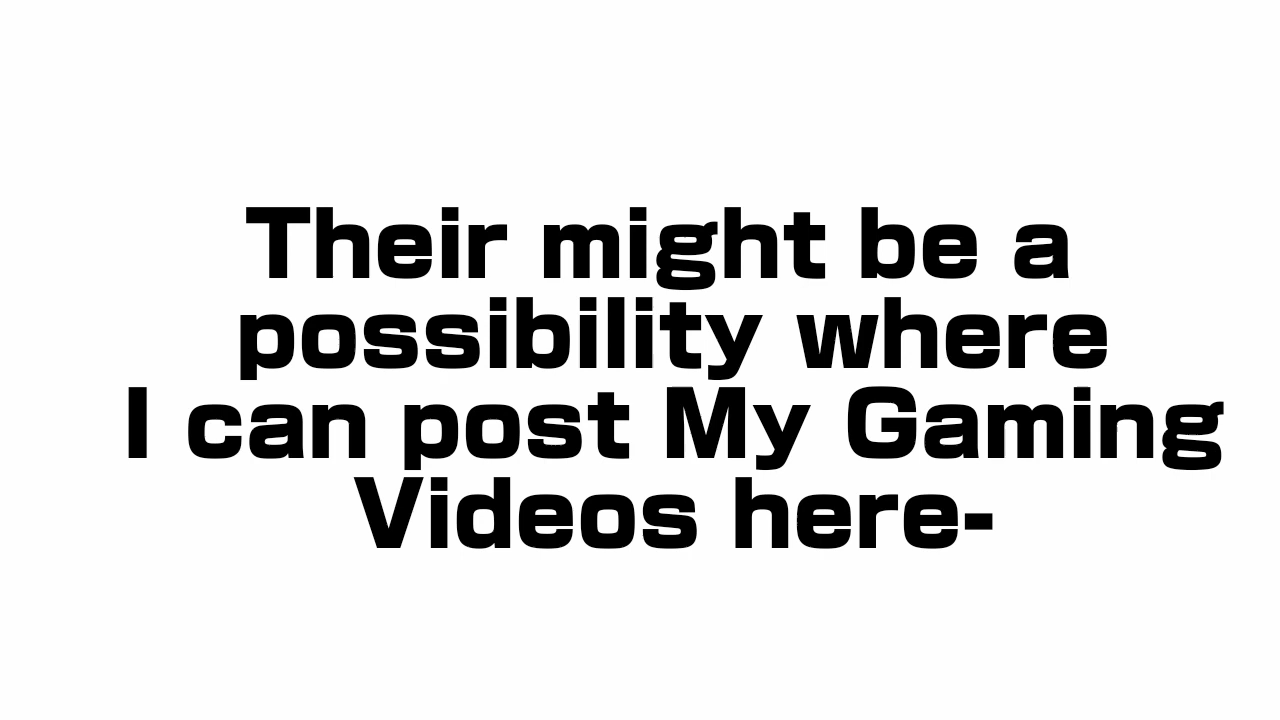 Their might be a
possibility where
I can post My Gaming
Videos here-